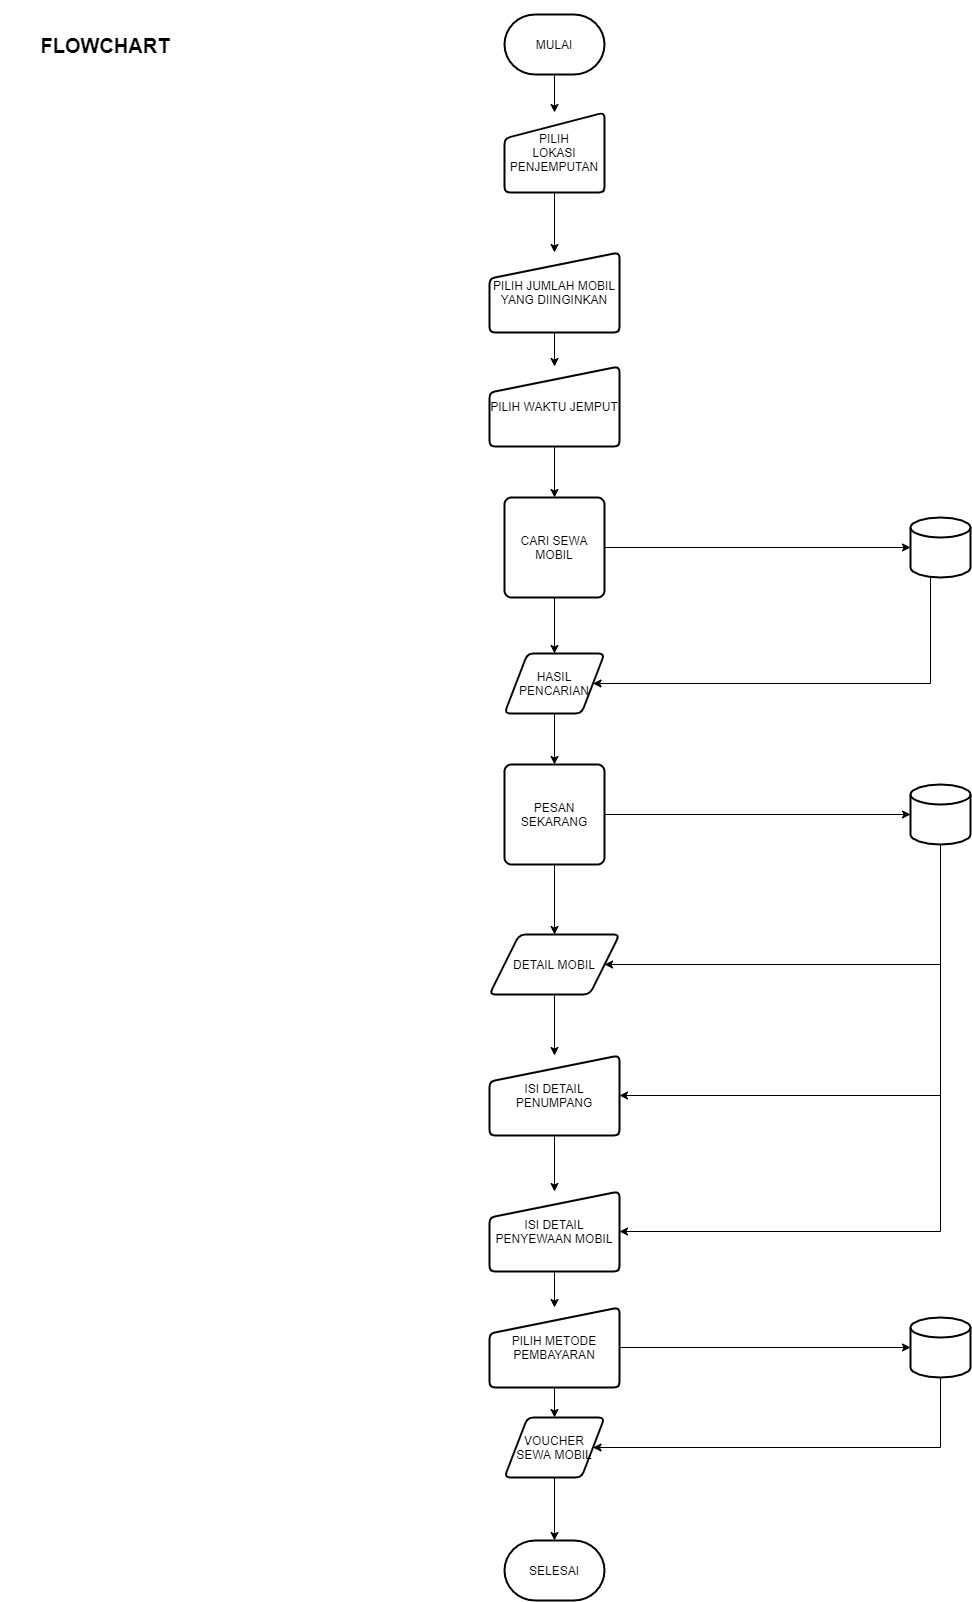 FLOWCHART
MULAI
PILIH
LOKASI
PENJEMPUTAN
PILIH JUMLAH MOBIL
YANG DIINGINKAN
PILIH WAKTU JEMPUT
CARI SEWA
MOBIL
HASIL
PENCARIAN
PESAN
SEKARANG
DETAIL MOBIL
ISI DETAIL
PENUMPANG
ISI DETAIL
PENYEWAAN MOBIL
PILIH METODE
PEMBAYARAN
VOUCHER
SEWA MOBIL
SELESAI